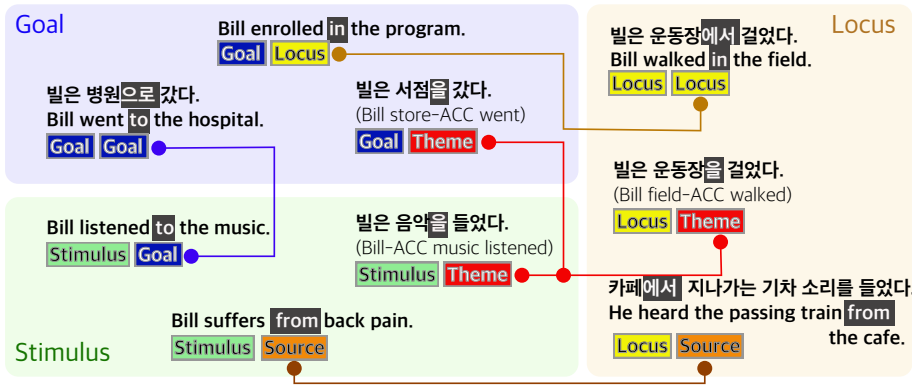 Goal
Bill enrolled in the program.
Goal Locus
빌은 병원으로 갔다.
Bill went to the hospital.
Goal Goal
빌은 서점을 갔다.
(Bill store-ACC went)
Goal Theme
Locus
빌은 운동장에서 걸었다.
Bill walked in the field.
Locus Locus
빌은 운동장을 걸었다.
(Bill field-ACC walked)
Locus Theme
카페에서 지나가는 기차 소리를 들었다.
He heard the passing train from
the cafe.
Locus Source
Bill listened to the music.
Stimulus Goal
빌은 음악을 들었다.
(Bill-ACC music listened)
Stimulus Theme
Bill suffers from back pain.
Stimulus Source
Stimulus